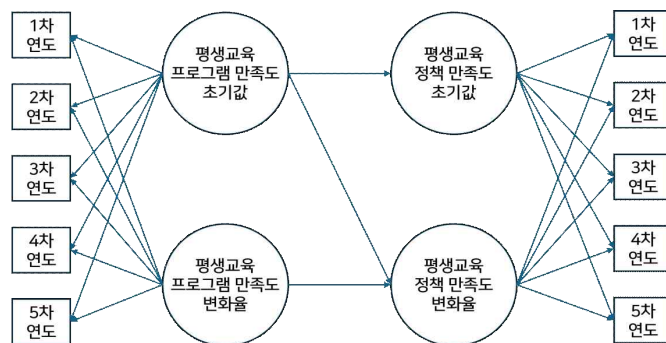 1차
연도
2차
연도
3차
연도
4차
연도
5차
연도
평생교육
프로그램 만족도
초기값
평생교육
정책 만족도
초기값
평생교육
프로그램 만족도
변화율
평생교육
정책 만족도
변화율
1차
연도
2차
연도
3차
연도
4차
연도
5차
연도